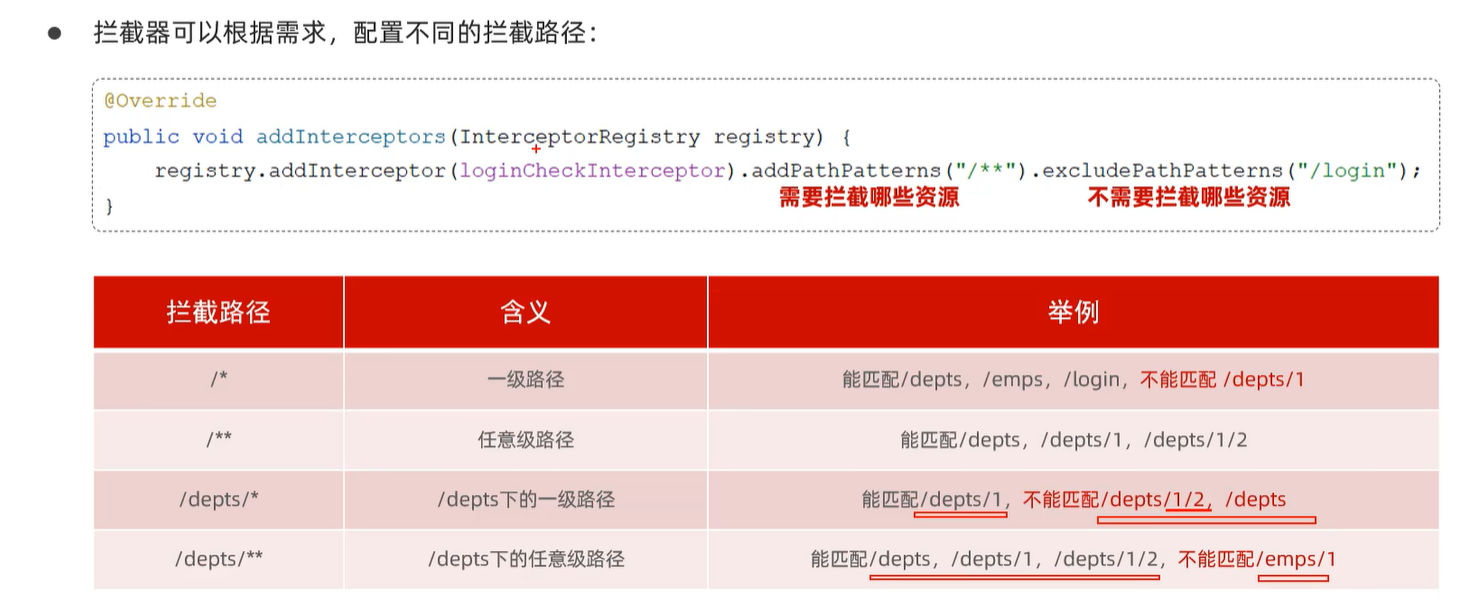 ● 拦截器可以根据需求，配置不同的拦截路径：
@Override
public void addInterceptors(InterceptorRegistry registry) {
registry.addInterceptor(loginCheckInterceptor).addPathPatterns("/**").excludePathPatterns("/login");
需要拦截哪些资源 不需要拦截哪些资源
}
拦截路径 含义 举例
/* 一级路径 能匹配/depts，/emps，/login，不能匹配 /depts/1
/** 任意级路径 能匹配/depts，/depts/1，/depts/1/2
/depts/* /depts下的一级路径 能匹配/depts/1，不能匹配/depts/1/2，/depts
/depts/** /depts下的任意级路径 能匹配/depts，/depts/1，/depts/1/2，不能匹配/emps/1